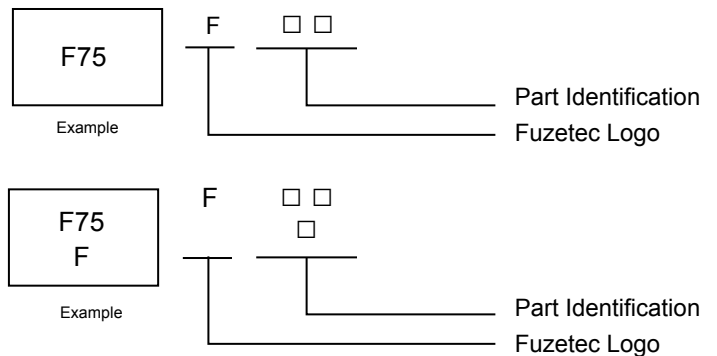 F □ □
F75
Part Identification
Example
Fuzetec Logo
F □ □
F75 □
F
Part Identification
Example
Fuzetec Logo